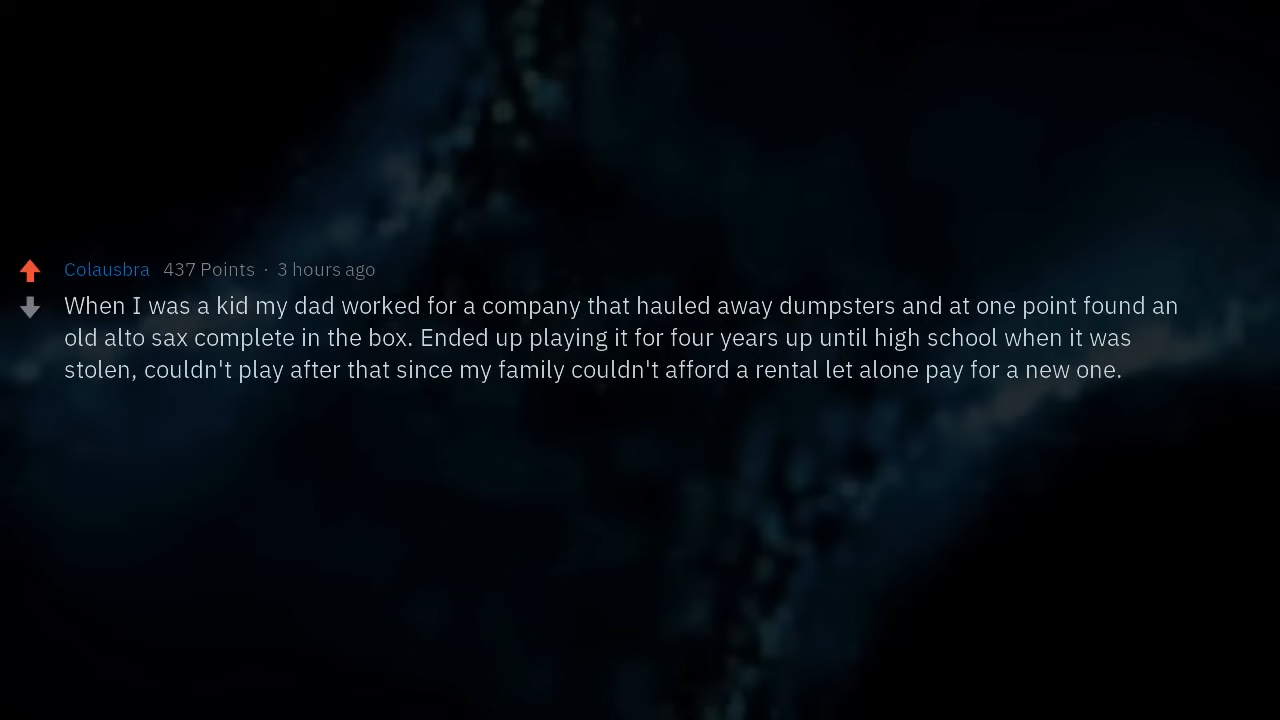 Colausbra 437 Points · 3 hours ago
When I was a kid my dad worked for a company that hauled away dumpsters and at one point found an
old alto sax complete in the box. Ended up playing it for four years up until high school when it was
stolen, couldn't play after that since my family couldn't afford a rental let alone pay for a new one.